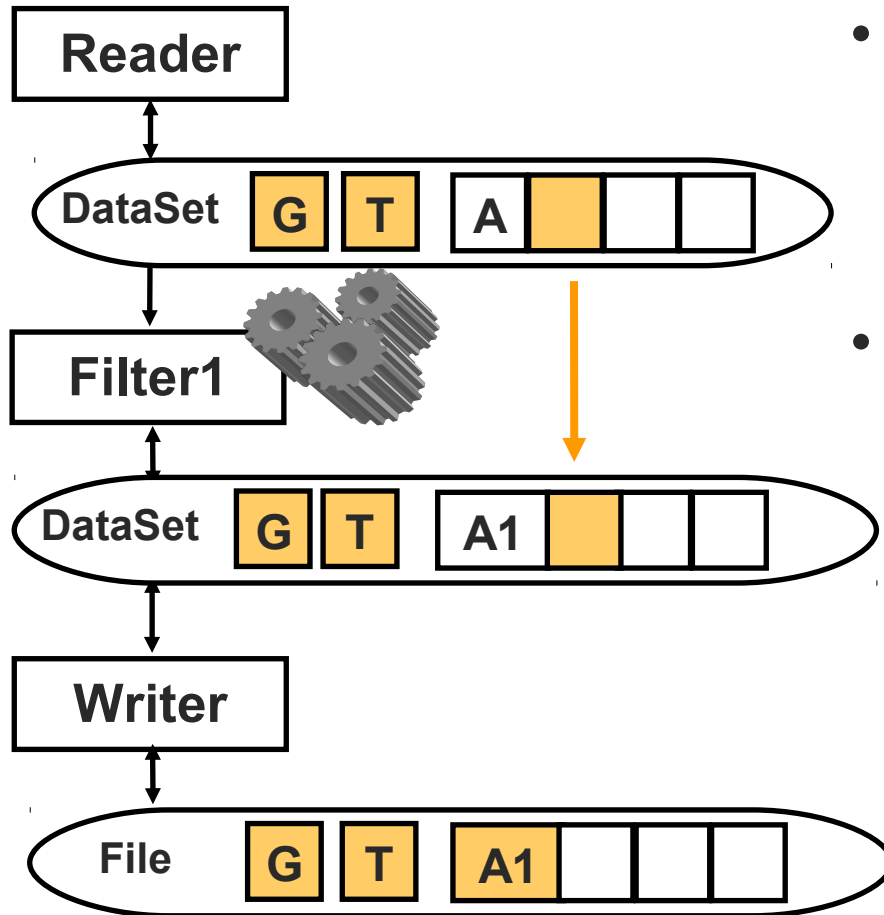 Reader
DataSet G T A
Filter1
DataSet G T A1
Writer
File G T A1